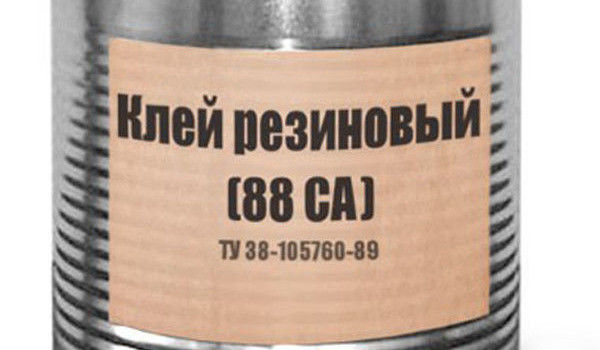 Клей резиновый
(88 СА)
ТУ 38-105760-89